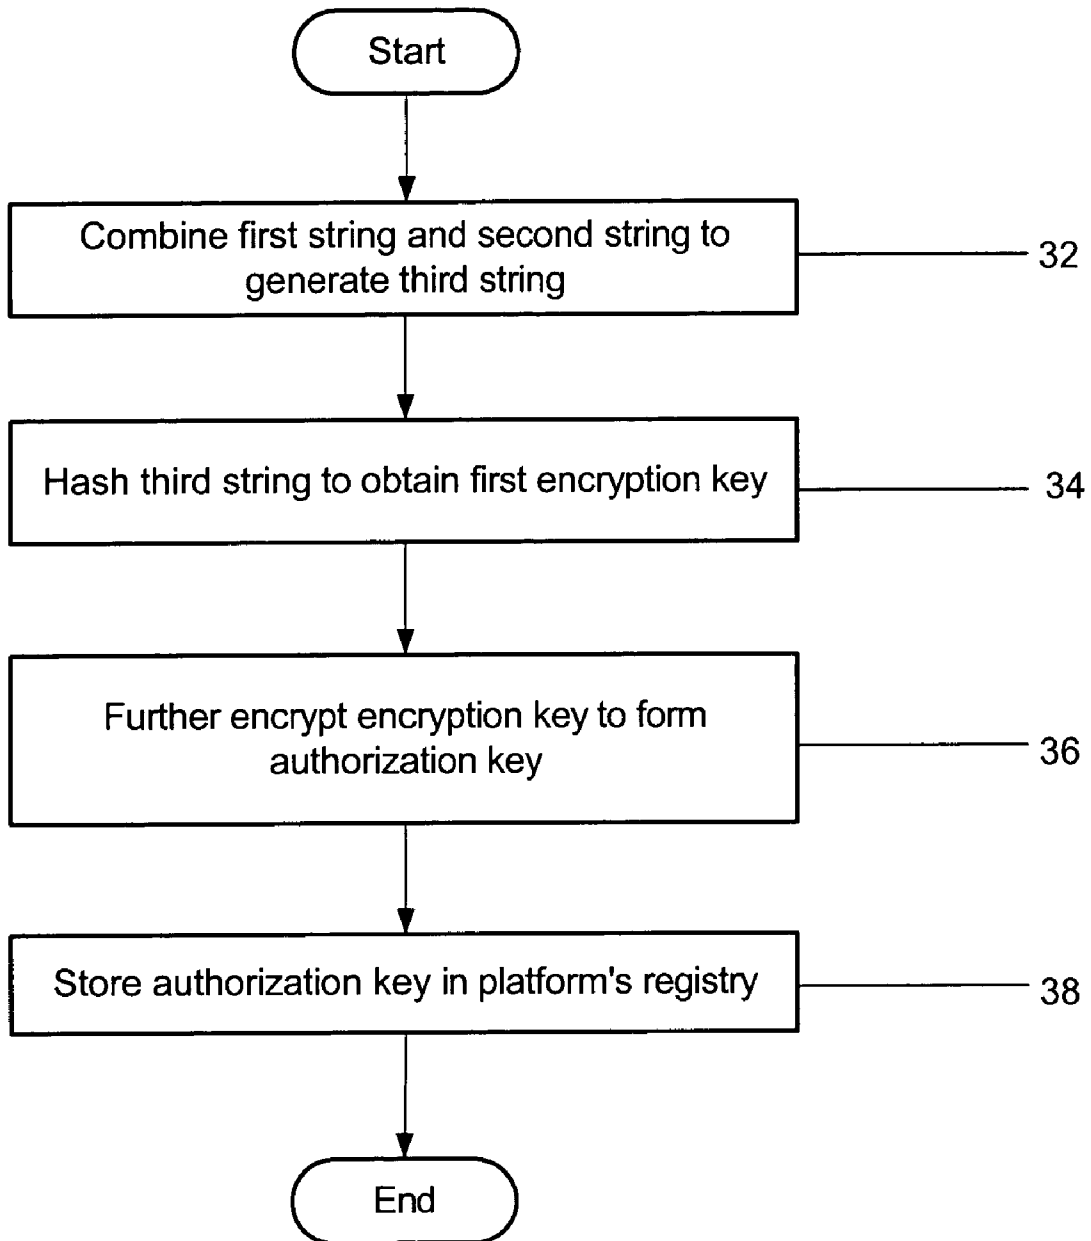 Start
Combine first string and second string to
generate third string
32
Hash third string to obtain first encryption key
34
Further encrypt encryption key to form
authorization key
36
Store authorization key in platform's registry
38
End